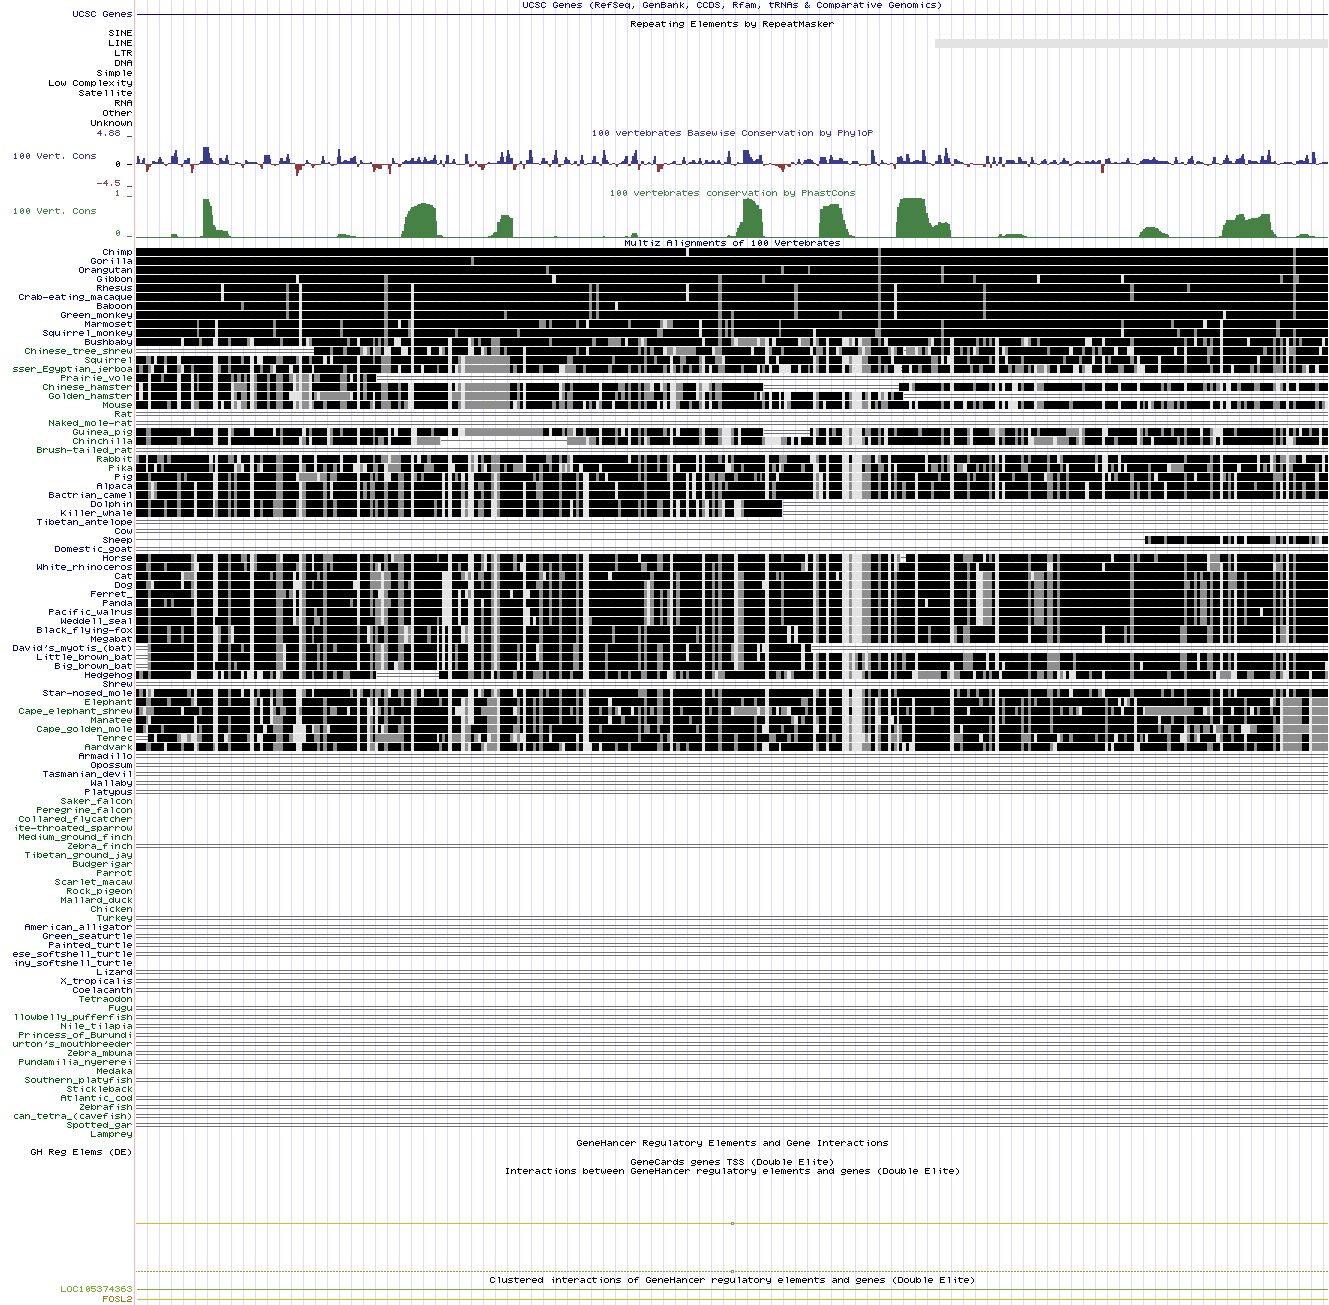 UCSC Genes (RefSeq, GenBank, CCDS, Rfam, tRNAs & Comparative Genomics)
UCSC Genes
Repeating Elements by RepeatMasker
SINE
LINE
LTR
DNA
Simple
Low Complexity
Satellite
RNA
Other
Unknown
100 vertebrates Basewise Conservation by PhyloP
4.88 _
100 Vert. Cons
0 _
-4.5 _
100 vertebrates conservation by PhastCons
1 _
100 Vert. Cons
0 _
Multiz Alignments of 100 Vertebrates
Chimp
Gorilla
Orangutan
Gibbon
Rhesus
Crab-eating_macaque
Baboon
Green_monkey
Marmoset
Squirrel_monkey
Bushbaby
Chinese_tree_shrew
Squirrel
sser_Egyptian_jerboa
Prairie_vole
Chinese_hamster
Golden_hamster
Mouse
Rat
Naked_mole-rat
Guinea_pig
Chinchilla
Brush-tailed_rat
Rabbit
Pika
Pig
Alpaca
Bactrian_camel
Dolphin
Killer_whale
Tibetan_antelope
Cow
Sheep
Domestic_goat
Horse
White_rhinoceros
Cat
Dog
Ferret_
Panda
Pacific_walrus
Weddell_seal
Black_flying-fox
Megabat
David's_myotis_(bat)
Little_brown_bat
Big_brown_bat
Hedgehog
Shrew
Star-nosed_mole
Elephant
Cape_elephant_shrew
Manatee
Cape_golden_mole
Tenrec
Aardvark
Armadillo
Opossum
Tasmanian_devil
Wallaby
Platypus
Saker_falcon
Peregrine_falcon
Collared_flycatcher
ite-throated_sparrow
Medium_ground_finch
Zebra_finch
Tibetan_ground_jay
Budgerigar
Parrot
Scarlet_macaw
Rock_pigeon
Mallard_duck
Chicken
Turkey
American_alligator
Green_seaturtle
Painted_turtle
ese_softshell_turtle
iny_softshell_turtle
Lizard
X_tropicalis
Coelacanth
Tetraodon
Fugu
llowbelly_pufferfish
Nile_tilapia
Princess_of_Burundi
urton's_mouthbreeder
Zebra_mbuna
Pundamilia_nyererei
Medaka
Southern_platyfish
Stickleback
Atlantic_cod
Zebrafish
can_tetra_(cavefish)
Spotted_gar
Lamprey
GeneHancer Regulatory Elements and Gene Interactions
GH Reg Elems (DE)
GeneCards genes TSS (Double Elite)
Interactions between GeneHancer regulatory elements and genes (Double Elite)
Clustered interactions of GeneHancer regulatory elements and genes (Double Elite)
LOC105374363
FOSL2